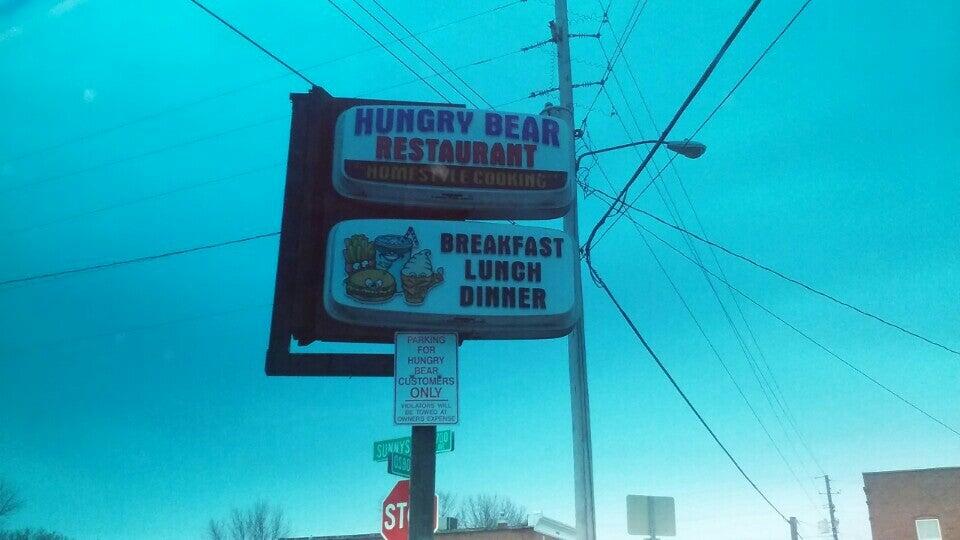 HUNGRY BEAR
RESTAURANT
HOMESTYLE COOKING
BREAKFAST
LUNCH
DINNER
PARKING
FOR
HUNGRY
BEAR
CUSTOMERS
ONLY
VIOLATORS WILL
BE TOWED AT
OWNERS EXPENSE